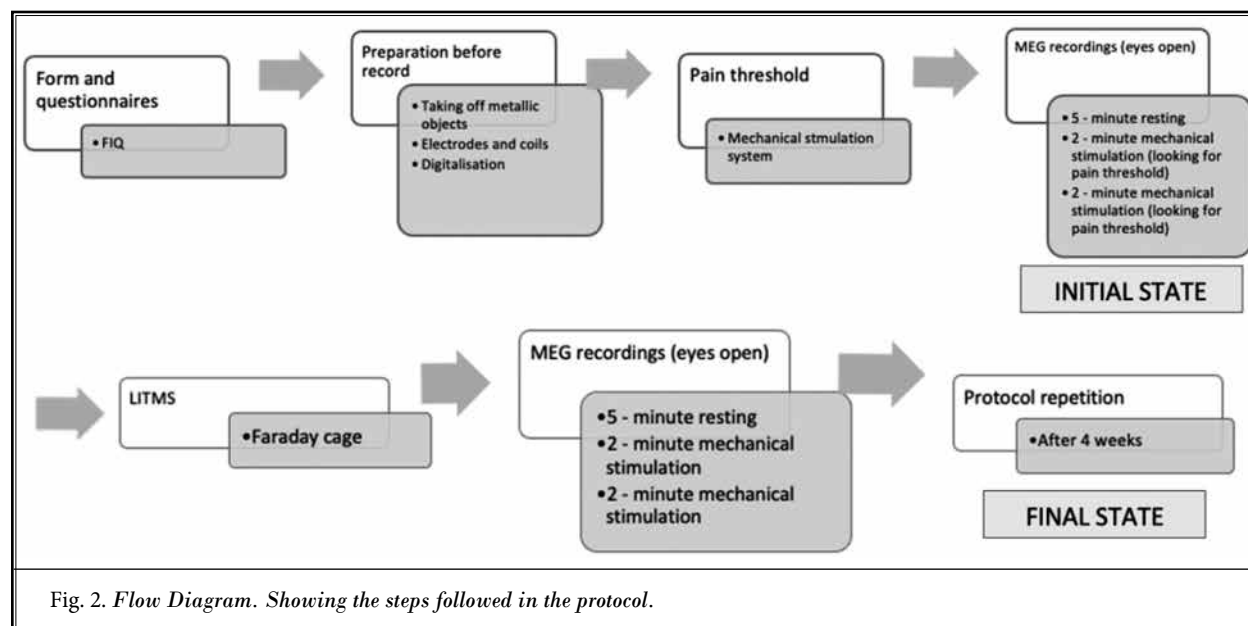 Form and
questionnaires
• FIQ
Preparation before
record
• Taking off metallic
objects
• Electrodes and coils
• Digitalisation
Pain threshold
• Mechanical stmulation
system
MEG recordings (eyes open)
• 5 - minute resting
• 2 - minute mechanical
stimulation (looking for
pain threshold)
• 2 - minute mechanical
stimulation (looking for
pain threshold)
INITIAL STATE
LITMS
•Faraday cage
MEG recordings (eyes open)
•5 - minute resting
•2 - minute mechanical
stimulation
•2 - minute mechanical
stimulation
Protocol repetition
•After 4 weeks
FINAL STATE
Fig. 2. Flow Diagram. Showing the steps followed in the protocol.